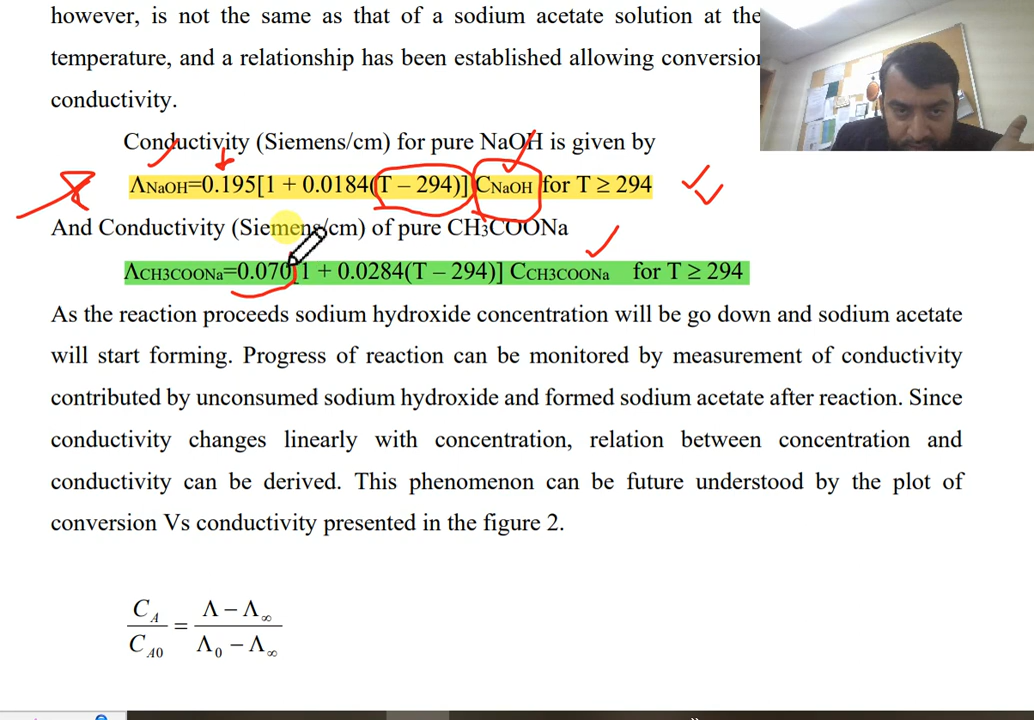 however, is not the same as that of a sodium acetate solution at the
temperature, and a relationship has been established allowing
conductivity.
Conductivity (Siemens/cm) for pure NaOH is given by
ΛNaOH=0.195[1 + 0.0184(T – 294)] CNaOH for T ≥ 294
And Conductivity (Siemens/cm) of pure CH3COONa
ΛCH3COONa=0.070[1 + 0.0284(T – 294)] CCH3COONa for T ≥ 294
As the reaction proceeds sodium hydroxide concentration will be go down and sodium acetate
will start forming. Progress of reaction can be monitored by measurement of conductivity
contributed by unconsumed sodium hydroxide and formed sodium acetate after reaction. Since
conductivity changes linearly with concentration, relation between concentration and
conductivity can be derived. This phenomenon can be future understood by the plot of
conversion Vs conductivity presented in the figure 2.
C_A / C_A0 = (Λ − Λ_∞) / (Λ_0 − Λ_∞)